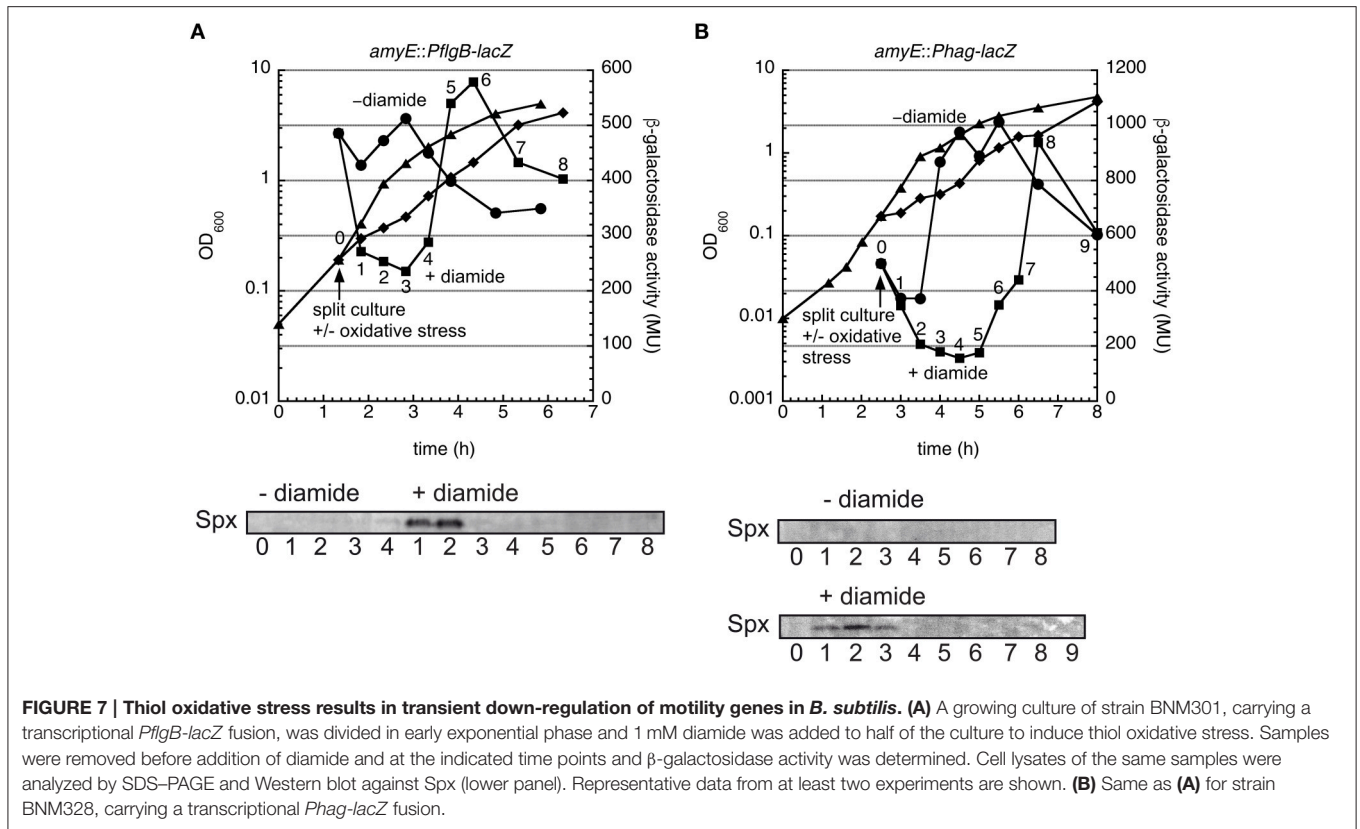 A
amyE::PflgB-lacZ
10
1
0.1
0.01
OD600
600
500
400
300
200
100
0
β-galactosidase activity (MU)
–diamide
5
6
7
8
0
1
2
3
4
+ diamide
split culture
+/- oxidative stress
0 1 2 3 4 5 6 7
time (h)
- diamide + diamide
Spx
0 1 2 3 4 1 2 3 4 5 6 7 8
B
amyE::Phag-lacZ
10
1
0.1
0.01
0.001
OD600
1200
1000
800
600
400
200
0
β-galactosidase activity (MU)
–diamide
8
0
1
9
7
6
split culture
+/- oxidative
stress
2
3
4
5
+ diamide
0 1 2 3 4 5 6 7 8
time (h)
- diamide
Spx
0 1 2 3 4 5 6 7 8
+ diamide
Spx
0 1 2 3 4 5 6 7 8 9
FIGURE 7 | Thiol oxidative stress results in transient down-regulation of motility genes in B. subtilis. (A) A growing culture of strain BNM301, carrying a
transcriptional PflgB-lacZ fusion, was divided in early exponential phase and 1 mM diamide was added to half of the culture to induce thiol oxidative stress. Samples
were removed before addition of diamide and at the indicated time points and β-galactosidase activity was determined. Cell lysates of the same samples were
analyzed by SDS–PAGE and Western blot against Spx (lower panel). Representative data from at least two experiments are shown. (B) Same as (A) for strain
BNM328, carrying a transcriptional Phag-lacZ fusion.